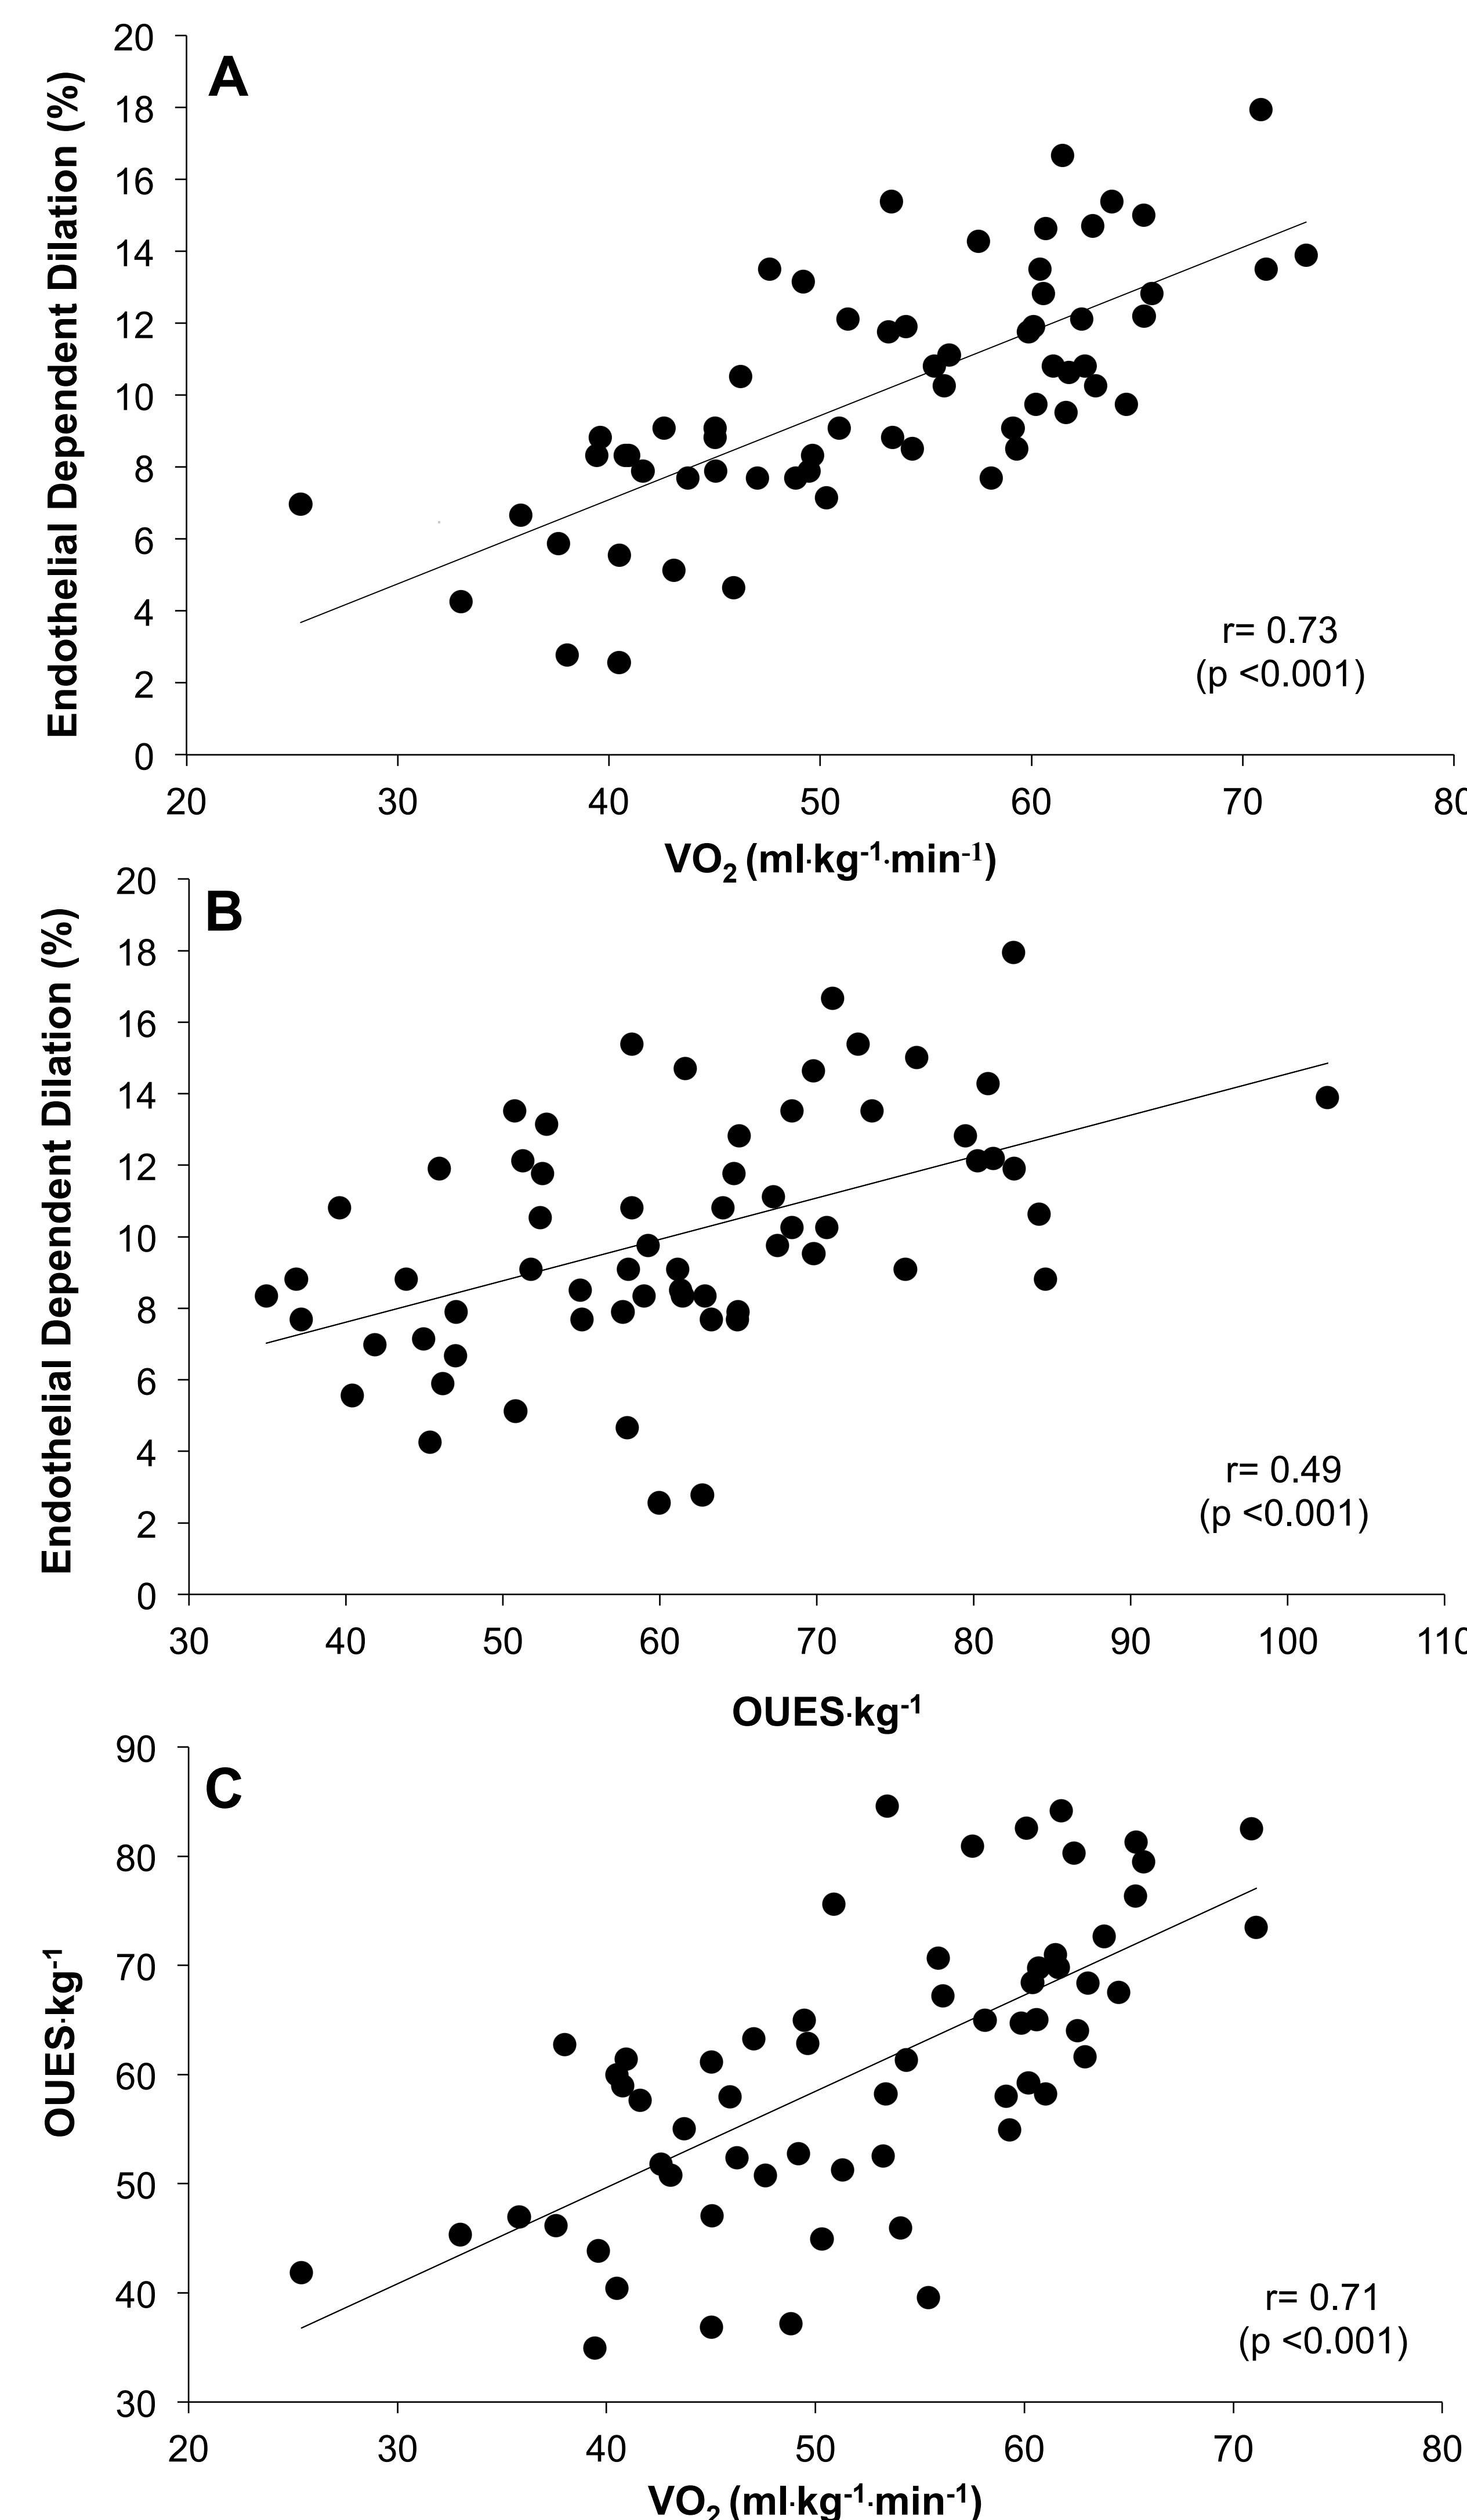 A
Endothelial Dependent Dilation (%)
20
18
16
14
12
10
8
6
4
2
0
r= 0.73
(p <0.001)
20 30 40 50 60 70 80
VO₂ (ml·kg⁻¹·min⁻¹)
B
Endothelial Dependent Dilation (%)
20
18
16
14
12
10
8
6
4
2
0
r= 0.49
(p <0.001)
30 40 50 60 70 80 90 100 110
OUES·kg⁻¹
C
OUES·kg⁻¹
90
80
70
60
50
40
30
r= 0.71
(p <0.001)
20 30 40 50 60 70 80
VO₂ (ml·kg⁻¹·min⁻¹)